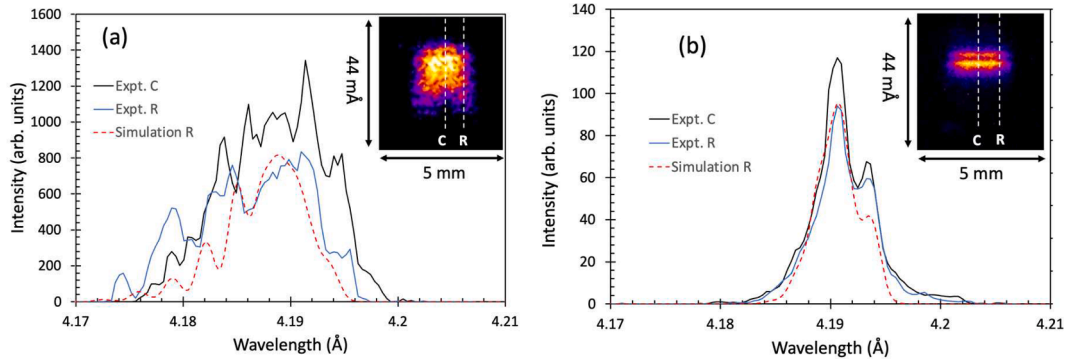 (a)
Intensity (arb. units)
1600
1400
1200
1000
800
600
400
200
0
Expt. C
Expt. R
Simulation R
44 mÅ
C R
5 mm
4.17 4.18 4.19 4.2 4.21
Wavelength (Å)
(b)
Intensity (arb. units)
140
120
100
80
60
40
20
0
Expt. C
Expt. R
Simulation R
44 mÅ
C R
5 mm
4.17 4.18 4.19 4.2 4.21
Wavelength (Å)